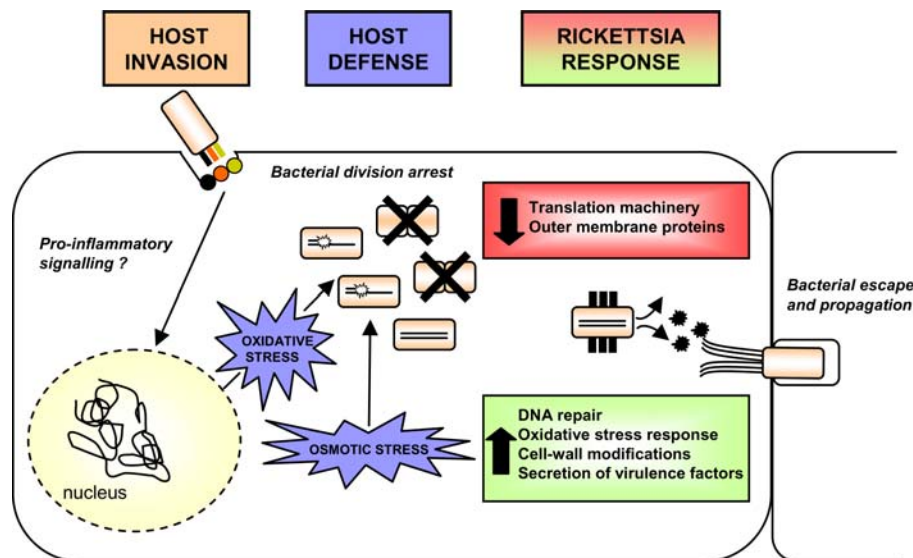 HOST
INVASION
HOST
DEFENSE
RICKETTSIA
RESPONSE
Bacterial division arrest
Pro-inflammatory
signalling ?
Translation machinery
Outer membrane proteins
Bacterial escape
and propagation
OXIDATIVE
STRESS
OSMOTIC STRESS
DNA repair
Oxidative stress response
Cell-wall modifications
Secretion of virulence factors
nucleus